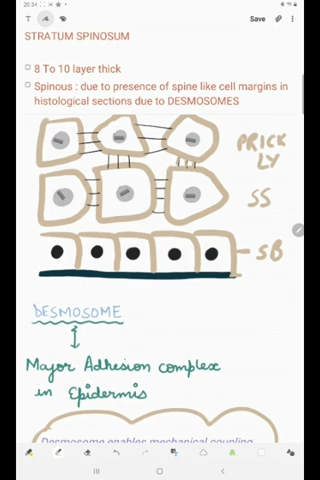 20:34
Save
STRATUM SPINOSUM
8 To 10 layer thick
Spinous : due to presence of spine like cell margins in
histological sections due to DESMOSOMES
PRICK
LY
SS
SB
DESMOSOME
Major Adhesion complex
in Epidermis
Desmosome enables mechanical coupling